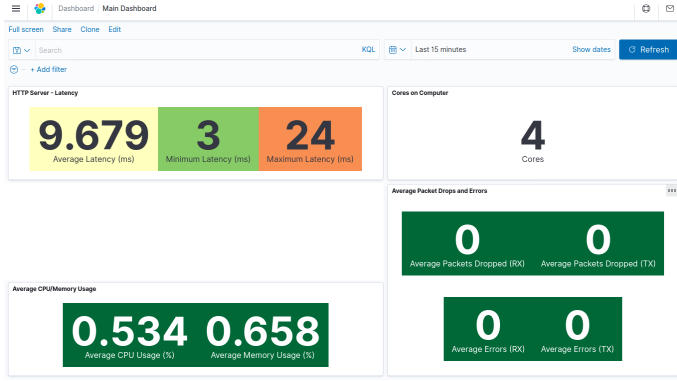 Dashboard Main Dashboard
Full screen Share Clone Edit
Search KQL Last 15 minutes Show dates Refresh
+ Add filter
HTTP Server - Latency
9.679 3 24
Average Latency (ms) Minimum Latency (ms) Maximum Latency (ms)
Cores on Computer
4
Cores
Average Packet Drops and Errors
0 0
Average Packets Dropped (RX) Average Packets Dropped (TX)
0 0
Average Errors (RX) Average Errors (TX)
Average CPU/Memory Usage
0.534 0.658
Average CPU Usage (%) Average Memory Usage (%)